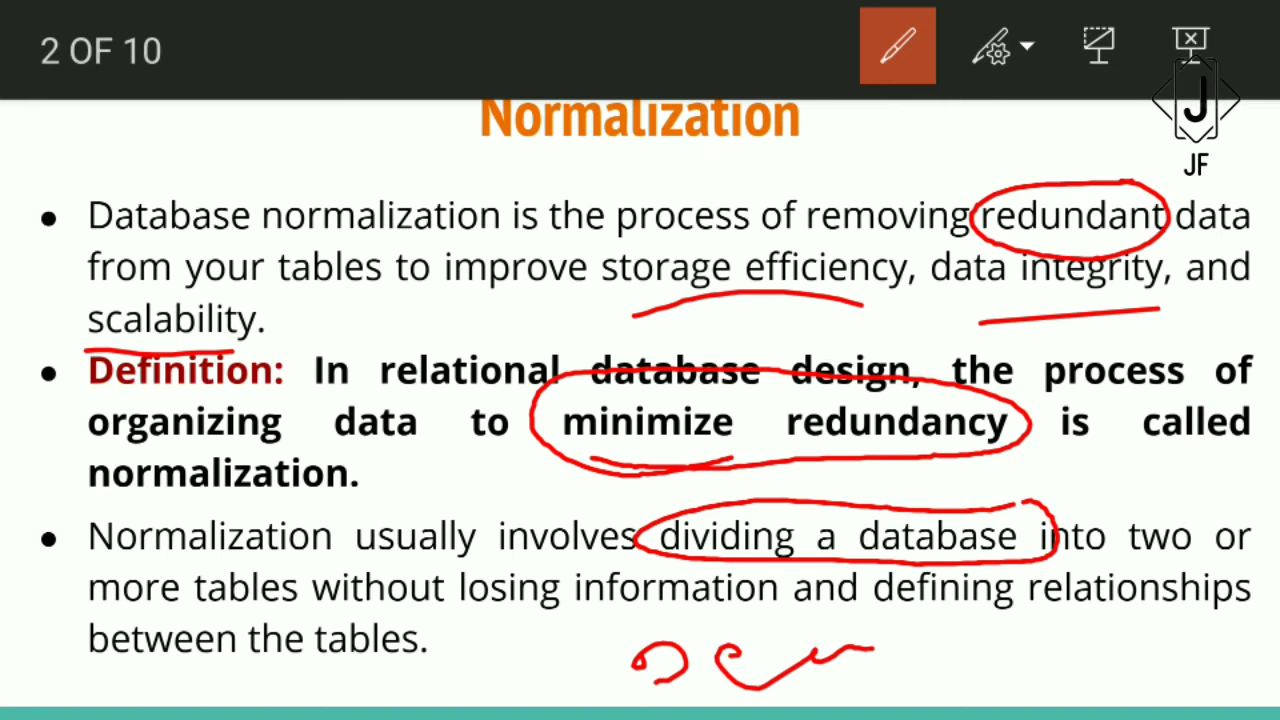 2 OF 10
J
JF
Normalization
● Database normalization is the process of removing redundant data
from your tables to improve storage efficiency, data integrity, and
scalability.
● Definition: In relational database design, the process of
organizing data to minimize redundancy is called
normalization.
● Normalization usually involves dividing a database into two or
more tables without losing information and defining relationships
between the tables.